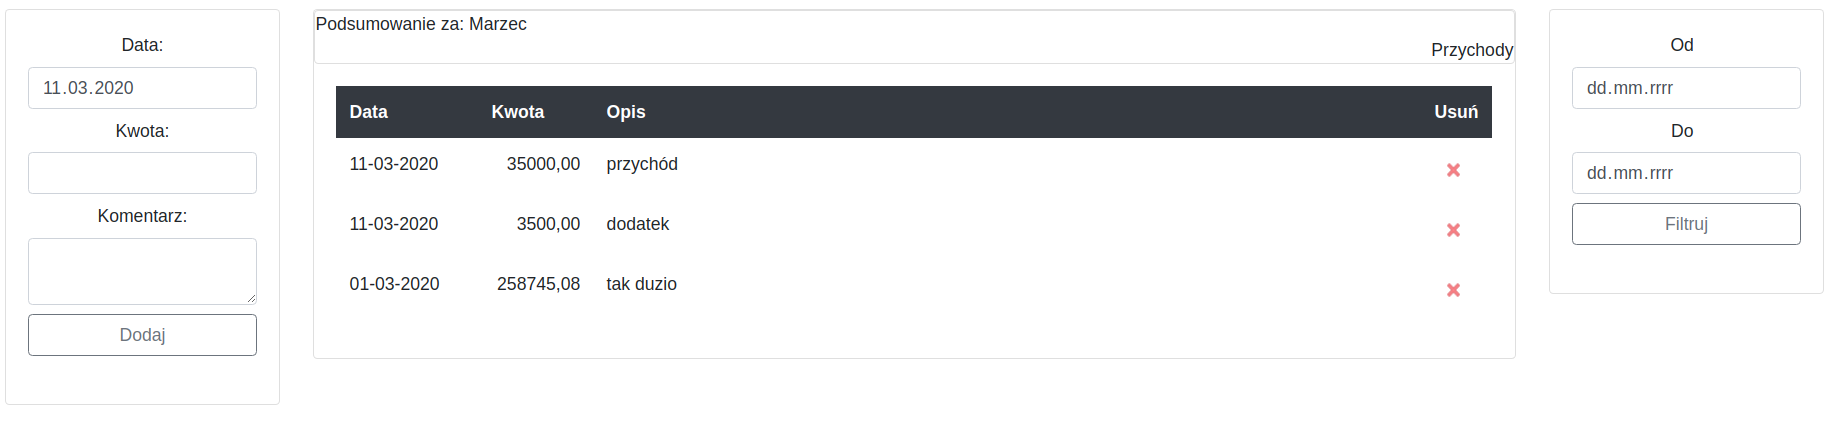 Data:
11.03.2020
Kwota:
Komentarz:
Dodaj
Podsumowanie za: Marzec
Przychody
Data Kwota Opis Usuń
11-03-2020 35000,00 przychód
11-03-2020 3500,00 dodatek
01-03-2020 258745,08 tak duzio
Od
dd.mm.rrrr
Do
dd.mm.rrrr
Filtruj